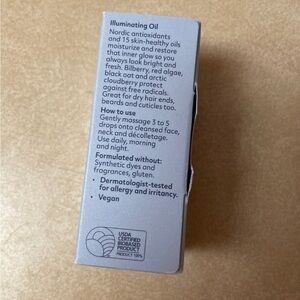 Illuminating Oil
Nordic antioxidants
and 15 skin-healthy oils
moisturize and restore
that inner glow so you
always look bright and
fresh. Bilberry, red algae,
black oat and arctic
cloudberry protect
against free radicals.
Great for dry hair ends,
beards and cuticles too.
How to use
Gently massage 3 to 5
drops onto cleansed face,
neck and décolletage.
Use daily, morning
and night.
Formulated without:
Synthetic dyes and
fragrances, gluten.
• Dermatologist-tested
for allergy and irritancy.
• Vegan
USDA
CERTIFIED
BIOBASED
PRODUCT
PRODUCT 100%